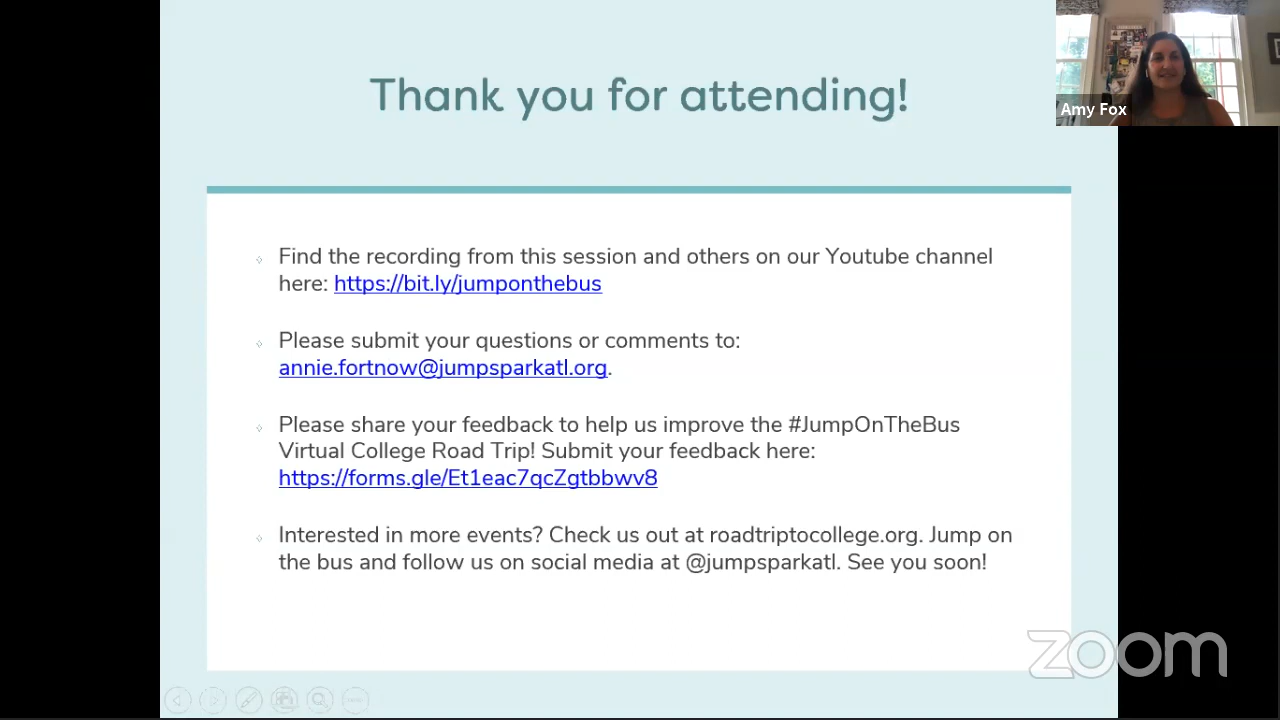 Thank you for attending!
Amy Fox
Find the recording from this session and others on our Youtube channel
here: https://bit.ly/jumponthebus
Please submit your questions or comments to:
annie.fortnow@jumpsparkatl.org.
Please share your feedback to help us improve the #JumpOnTheBus
Virtual College Road Trip! Submit your feedback here:
https://forms.gle/Et1eac7qcZgtbbwv8
Interested in more events? Check us out at roadtriptocollege.org. Jump on
the bus and follow us on social media at @jumpsparkatl. See you soon!
zoom